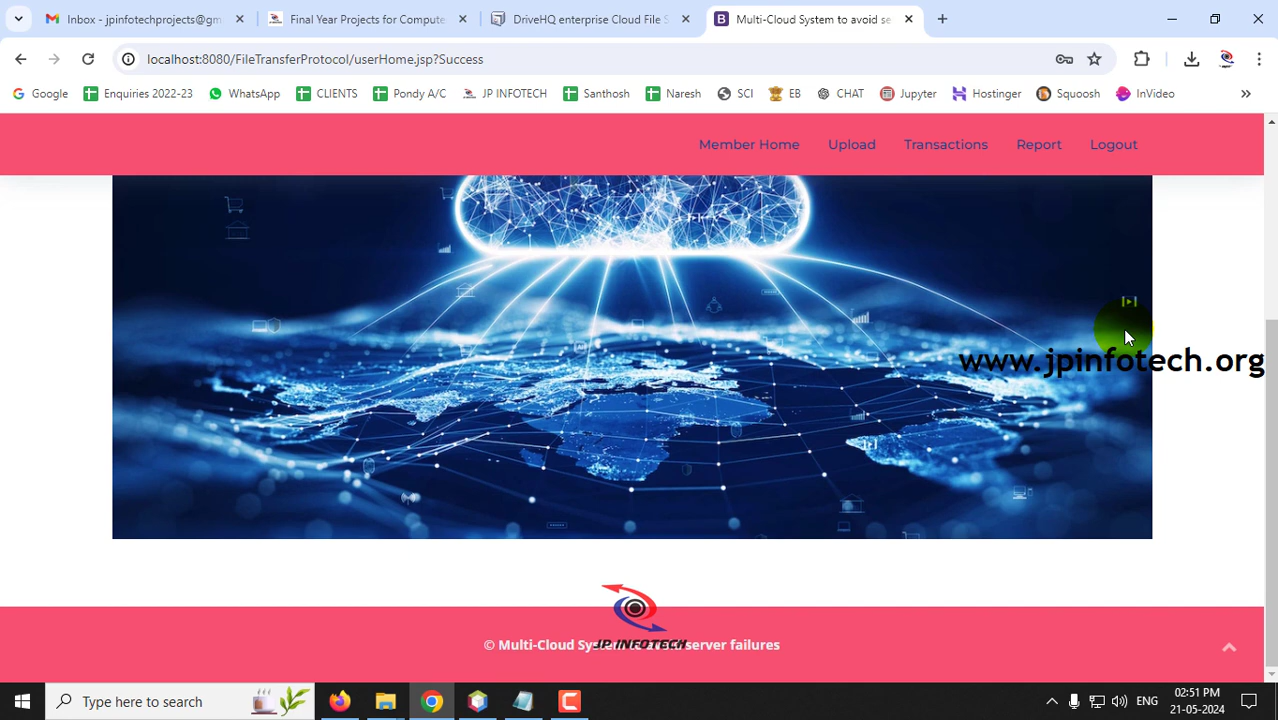 Inbox - jpinfotechprojects@gm
Final Year Projects for Compute
DriveHQ enterprise Cloud File S
Multi-Cloud System to avoid se
localhost:8080/FileTransferProtocol/userHome.jsp?Success
Google
Enquiries 2022-23
WhatsApp
CLIENTS
Pondy A/C
JP INFOTECH
Santhosh
Naresh
SCI
EB
CHAT
Jupyter
Hostinger
Squoosh
InVideo
Member Home
Upload
Transactions
Report
Logout
www.jpinfotech.org
JP INFOTECH
© Multi-Cloud System to avoid server failures
Type here to search
ENG
02:51 PM
21-05-2024